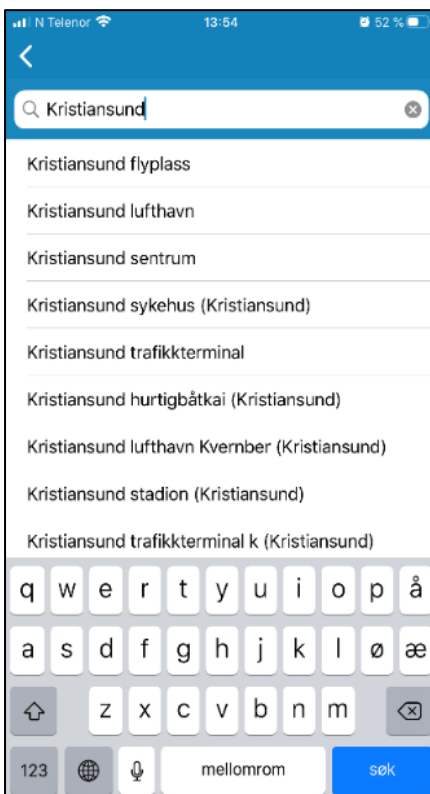 N Telenor 13:54 52 %
Kristiansund
Kristiansund flyplass
Kristiansund lufthavn
Kristiansund sentrum
Kristiansund sykehus (Kristiansund)
Kristiansund trafikkterminal
Kristiansund hurtigbåtkai (Kristiansund)
Kristiansund lufthavn Kvernber (Kristiansund)
Kristiansund stadion (Kristiansund)
Kristiansund trafikkterminal k (Kristiansund)
q w e r t y u i o p å
a s d f g h j k l ø æ
z x c v b n m
123 mellomrom søk